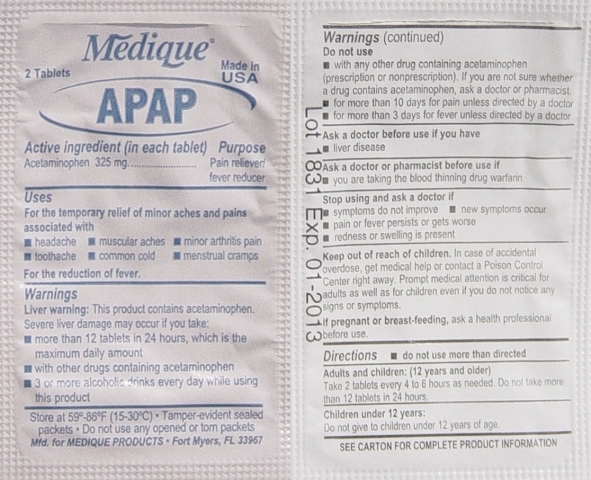 Médique®
2 Tablets
Made in
USA
APAP
Active ingredient (in each tablet) Purpose
Acetaminophen 325 mg.................... Pain reliever/
fever reducer
Uses
For the temporary relief of minor aches and pains
associated with
■ headache ■ muscular aches ■ minor arthritis pain
■ toothache ■ common cold ■ menstrual cramps
For the reduction of fever.
Warnings
Liver warning: This product contains acetaminophen.
Severe liver damage may occur if you take:
■ more than 12 tablets in 24 hours, which is the
maximum daily amount
■ with other drugs containing acetaminophen
■ 3 or more alcoholic drinks every day while using
this product
Store at 59º-86ºF (15-30ºC) • Tamper-evident sealed
packets • Do not use any opened or torn packets
Mfd. for MEDIQUE PRODUCTS • Fort Myers, FL 33967
Warnings (continued)
Do not use
■ with any other drug containing acetaminophen
(prescription or nonprescription). If you are not sure whether
a drug contains acetaminophen, ask a doctor or pharmacist.
■ for more than 10 days for pain unless directed by a doctor
■ for more than 3 days for fever unless directed by a doctor
Ask a doctor before use if you have
■ liver disease
Ask a doctor or pharmacist before use if
■ you are taking the blood thinning drug warfarin
Stop using and ask a doctor if
■ symptoms do not improve ■ new symptoms occur
■ pain or fever persists or gets worse
■ redness or swelling is present
Keep out of reach of children. In case of accidental
overdose, get medical help or contact a Poison Control
Center right away. Prompt medical attention is critical for
adults as well as for children even if you do not notice any
signs or symptoms.
If pregnant or breast-feeding, ask a health professional
before use.
Directions ■ do not use more than directed
Adults and children: (12 years and older)
Take 2 tablets every 4 to 6 hours as needed. Do not take more
than 12 tablets in 24 hours.
Children under 12 years:
Do not give to children under 12 years of age.
SEE CARTON FOR COMPLETE PRODUCT INFORMATION
Lot 1831 Exp. 01-2013